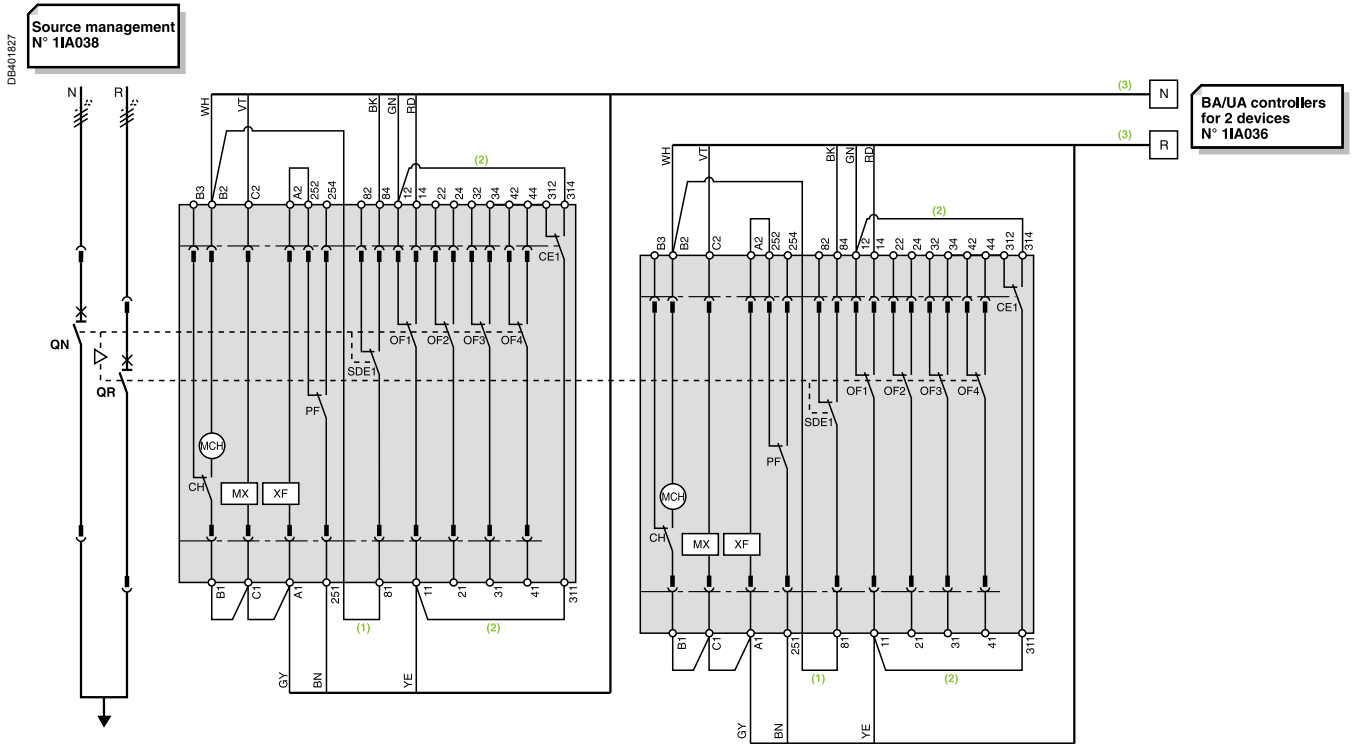 DB401827
Source management
N° 1IA038
N R
WH VT BK GN RD
(3) N
BA/UA controllers
for 2 devices
N° 1IA036
(3) R
(2)
WH VT BK GN RD
B3 B2 C2 A2 252 254 82 84 12 14 22 24 32 34 42 44 312 314
(2)
B3 B2 C2 A2 252 254 82 84 12 14 22 24 32 34 42 44 312 314
CE1
CE1
QN
OF1 OF2 OF3 OF4
SDE1
QR
PF
OF1 OF2 OF3 OF4
SDE1
MCH
PF
CH
MX XF
MCH
CH
MX XF
B1 C1 A1 251 81 11 21 31 41 311
(1) (2)
B1 C1 A1 251 81 11 21 31 41 311
GY BN YE
(1) (2)
GY BN YE